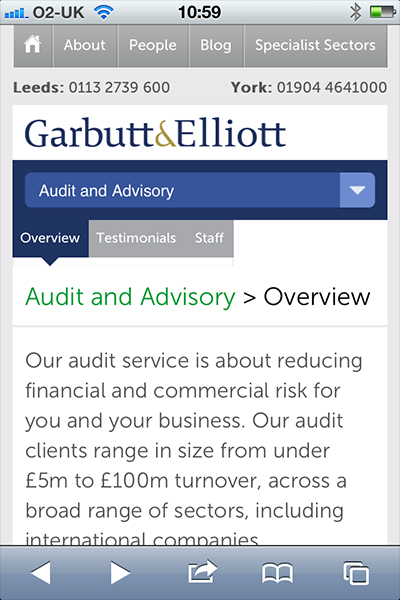 O2-UK 10:59
About People Blog Specialist Sectors
Leeds: 0113 2739 600 York: 01904 4641000
Garbutt&Elliott
Audit and Advisory
Overview Testimonials Staff
Audit and Advisory > Overview
Our audit service is about reducing
financial and commercial risk for
you and your business. Our audit
clients range in size from under
£5m to £100m turnover, across a
broad range of sectors, including
international companies.